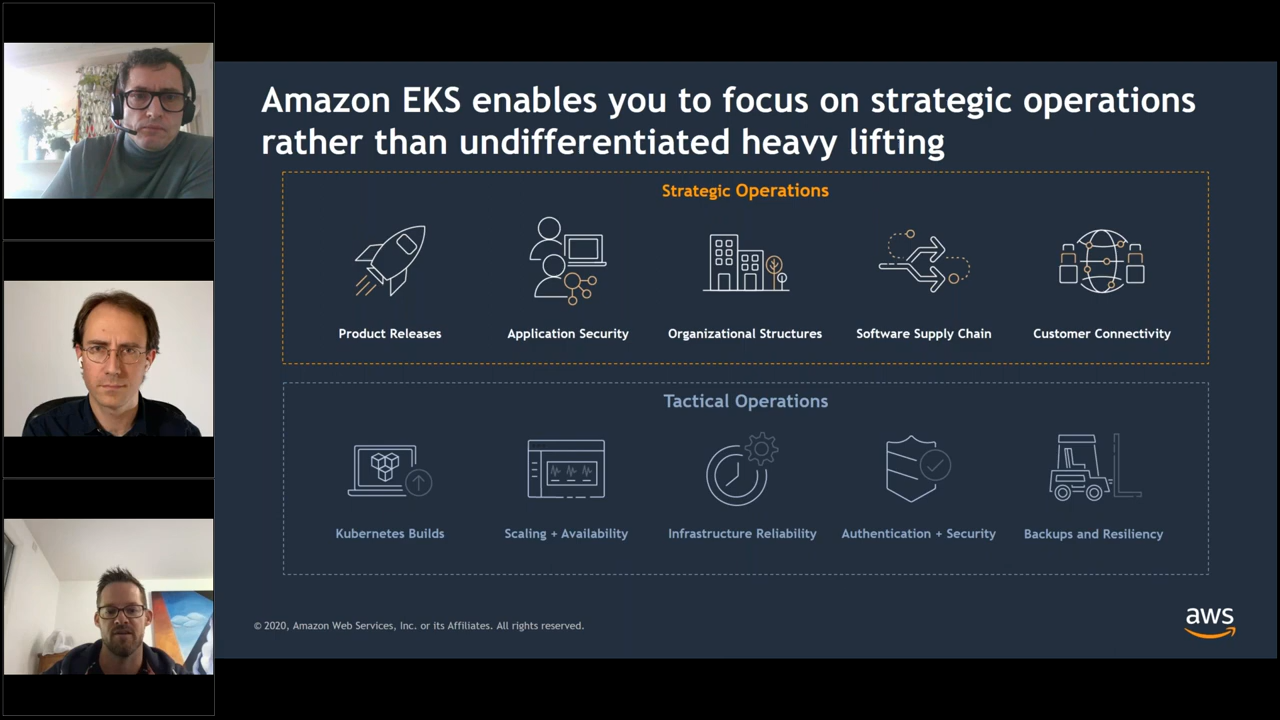 Amazon EKS enables you to focus on strategic operations
rather than undifferentiated heavy lifting
Strategic Operations
Product Releases
Application Security
Organizational Structures
Software Supply Chain
Customer Connectivity
Tactical Operations
Kubernetes Builds
Scaling + Availability
Infrastructure Reliability
Authentication + Security
Backups and Resiliency
© 2020, Amazon Web Services, Inc. or its Affiliates. All rights reserved.
aws